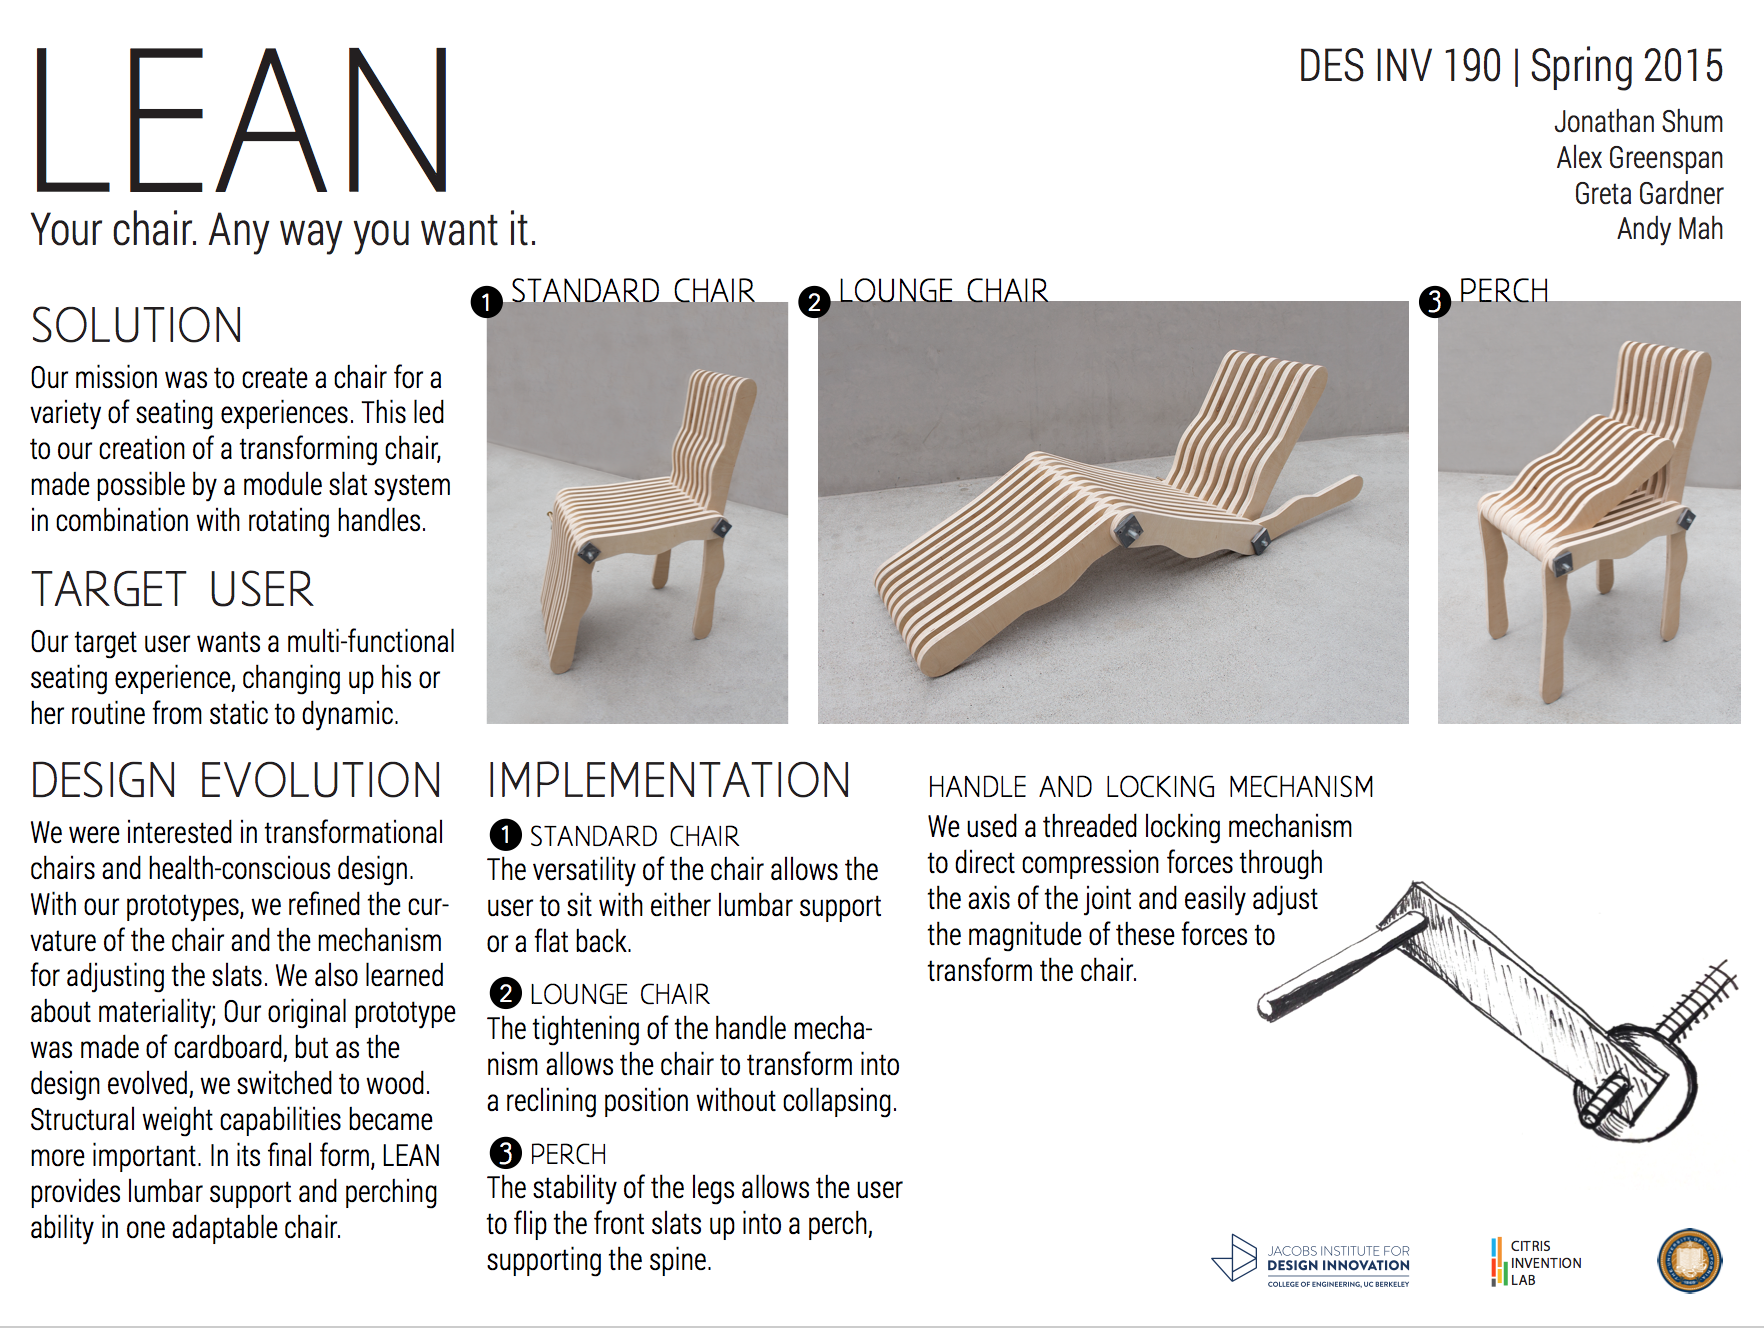 LEAN
Your chair. Any way you want it.
DES INV 190 | Spring 2015
Jonathan Shum
Alex Greenspan
Greta Gardner
Andy Mah
SOLUTION
Our mission was to create a chair for a
variety of seating experiences. This led
to our creation of a transforming chair,
made possible by a module slat system
in combination with rotating handles.
TARGET USER
Our target user wants a multi-functional
seating experience, changing up his or
her routine from static to dynamic.
1 STANDARD CHAIR
2 LOUNGE CHAIR
3 PERCH
DESIGN EVOLUTION
We were interested in transformational
chairs and health-conscious design.
With our prototypes, we refined the cur-
vature of the chair and the mechanism
for adjusting the slats. We also learned
about materiality; Our original prototype
was made of cardboard, but as the
design evolved, we switched to wood.
Structural weight capabilities became
more important. In its final form, LEAN
provides lumbar support and perching
ability in one adaptable chair.
IMPLEMENTATION
1 STANDARD CHAIR
The versatility of the chair allows the
user to sit with either lumbar support
or a flat back.
2 LOUNGE CHAIR
The tightening of the handle mecha-
nism allows the chair to transform into
a reclining position without collapsing.
3 PERCH
The stability of the legs allows the user
to flip the front slats up into a perch,
supporting the spine.
HANDLE AND LOCKING MECHANISM
We used a threaded locking mechanism
to direct compression forces through
the axis of the joint and easily adjust
the magnitude of these forces to
transform the chair.
JACOBS INSTITUTE FOR
DESIGN INNOVATION
COLLEGE OF ENGINEERING, UC BERKELEY
CITRIS
INVENTION
LAB